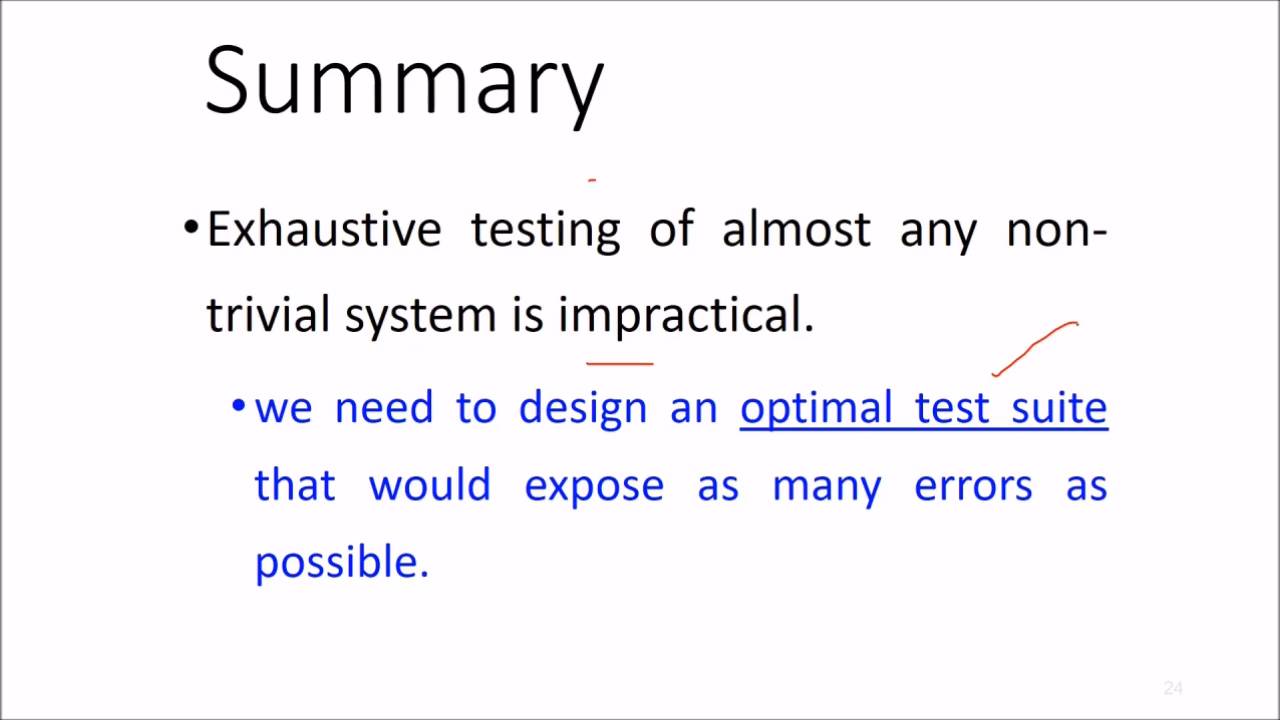 Summary
•Exhaustive testing of almost any non-
trivial system is impractical.
•we need to design an optimal test suite
that would expose as many errors as
possible.
24